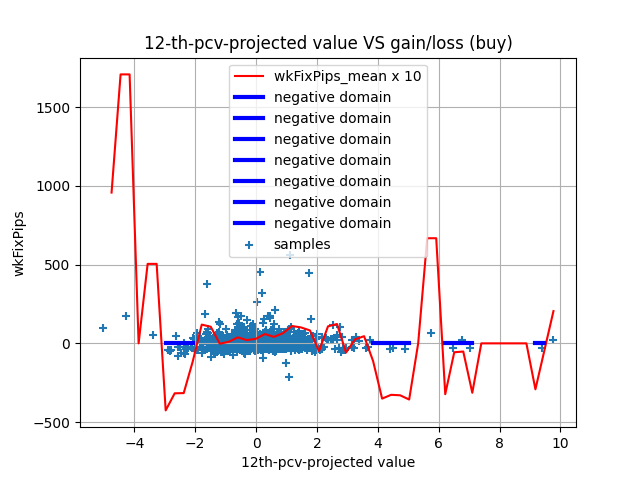 12-th-pcv-projected value VS gain/loss (buy)
wkFixPips_mean x 10
negative domain
negative domain
negative domain
negative domain
negative domain
negative domain
negative domain
samples
wkFixPips
1500
1000
500
0
−500
−4
−2
0
2
4
6
8
10
12th-pcv-projected value